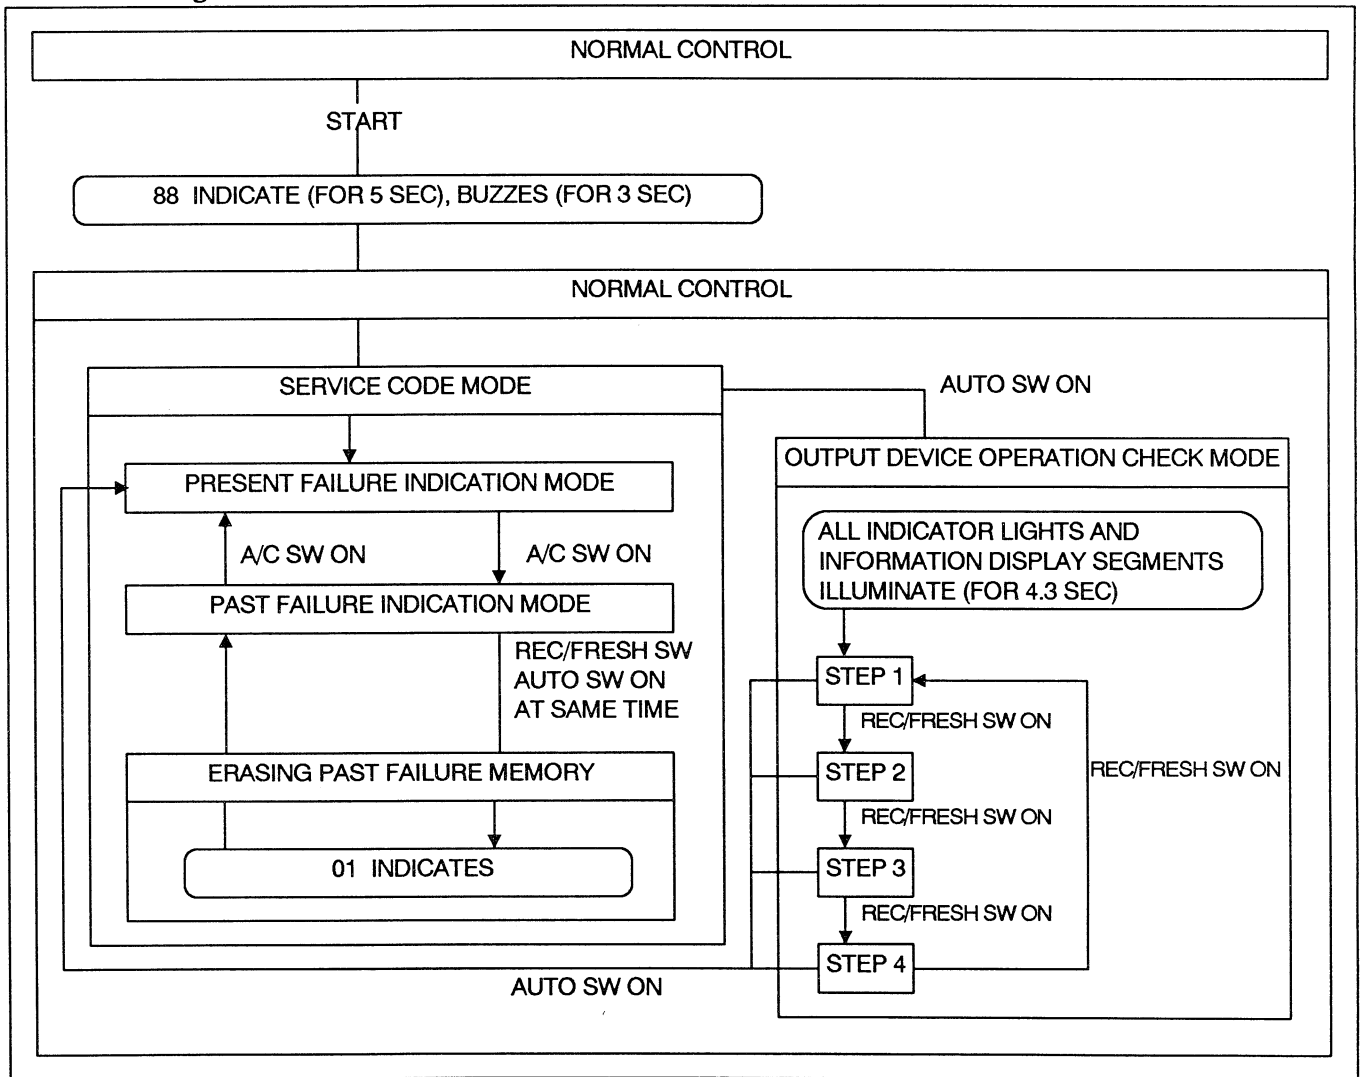 NORMAL CONTROL
START
88 INDICATE (FOR 5 SEC), BUZZES (FOR 3 SEC)
NORMAL CONTROL
SERVICE CODE MODE
AUTO SW ON
PRESENT FAILURE INDICATION MODE
A/C SW ON
A/C SW ON
PAST FAILURE INDICATION MODE
REC/FRESH SW
AUTO SW ON
AT SAME TIME
ERASING PAST FAILURE MEMORY
01 INDICATES
OUTPUT DEVICE OPERATION CHECK MODE
ALL INDICATOR LIGHTS AND
INFORMATION DISPLAY SEGMENTS
ILLUMINATE (FOR 4.3 SEC)
STEP 1
REC/FRESH SW ON
STEP 2
REC/FRESH SW ON
REC/FRESH SW ON
STEP 3
REC/FRESH SW ON
STEP 4
AUTO SW ON